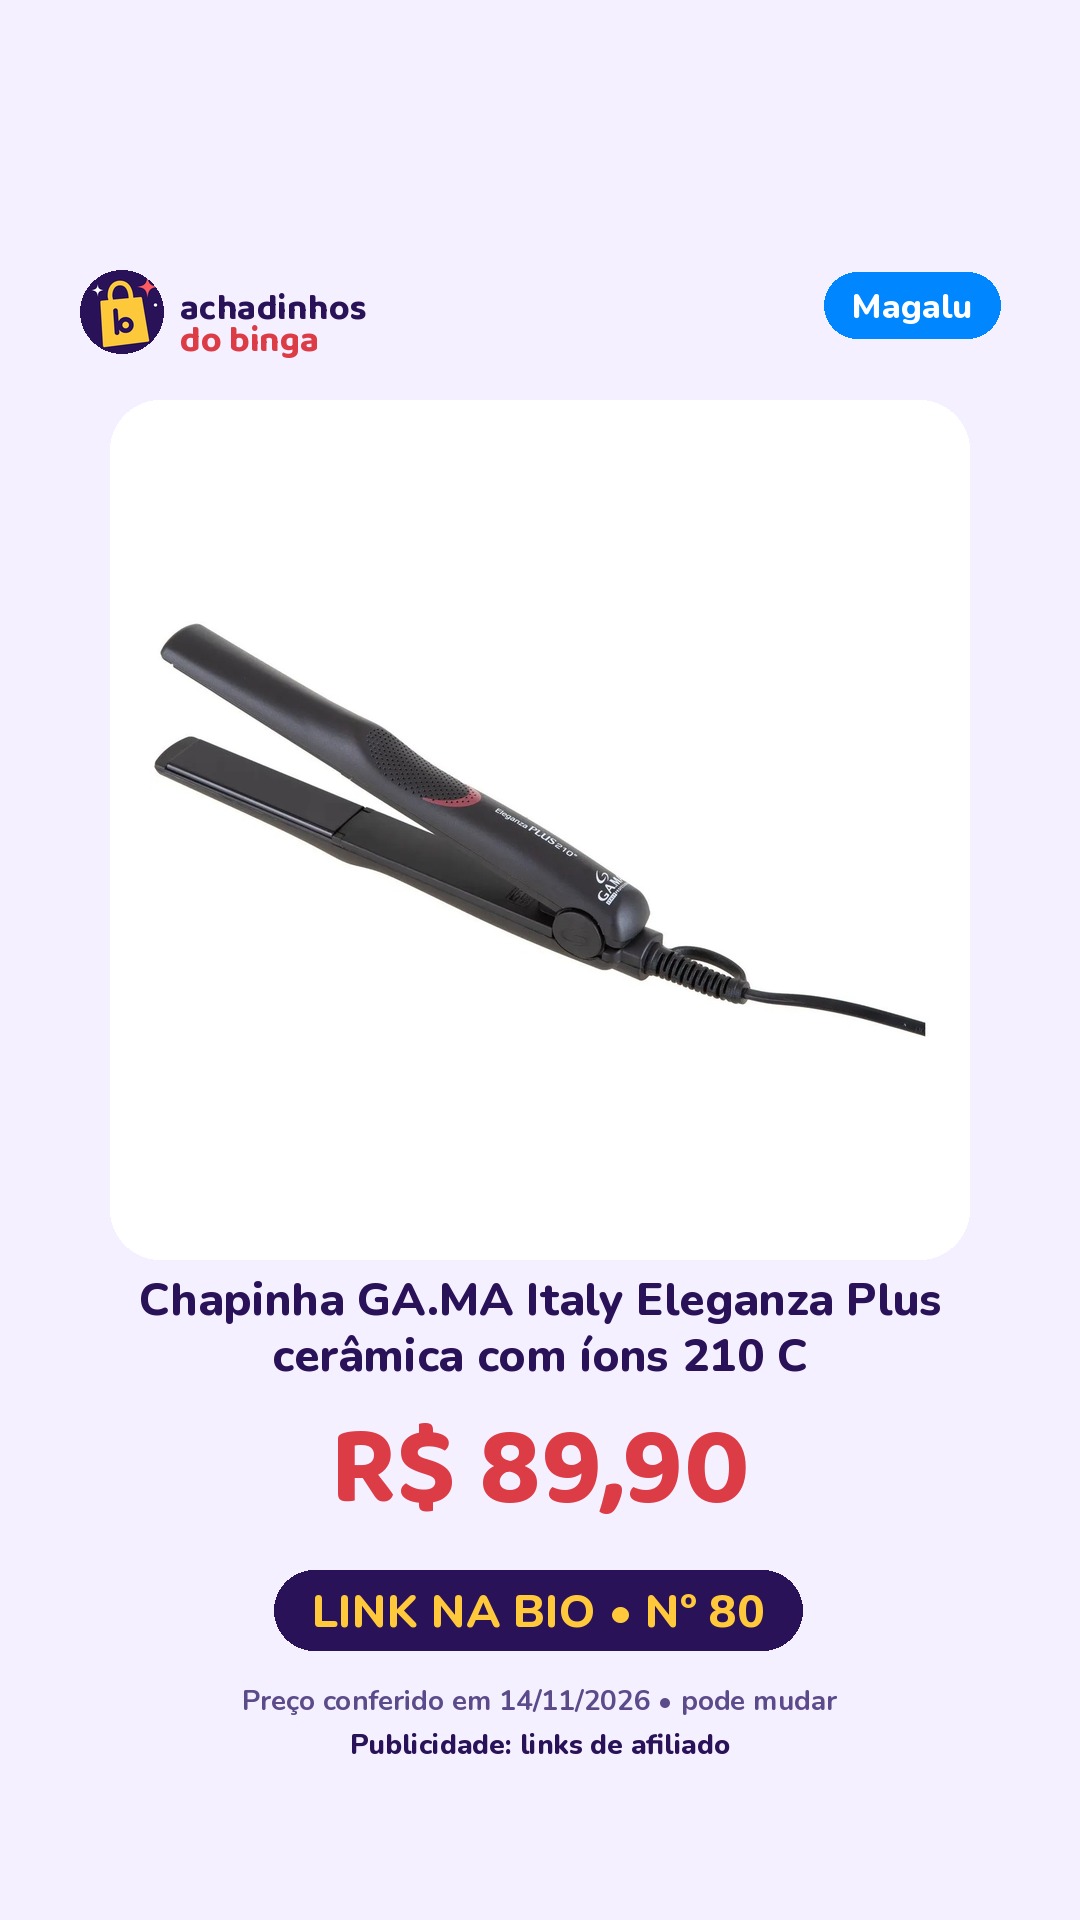 b
achadinhos
do binga
Magalu
Eleganza PLUS 210°
GA.MA
Chapinha GA.MA Italy Eleganza Plus
cerâmica com íons 210 C
R$ 89,90
LINK NA BIO • Nº 80
Preço conferido em 14/11/2026 • pode mudar
Publicidade: links de afiliado